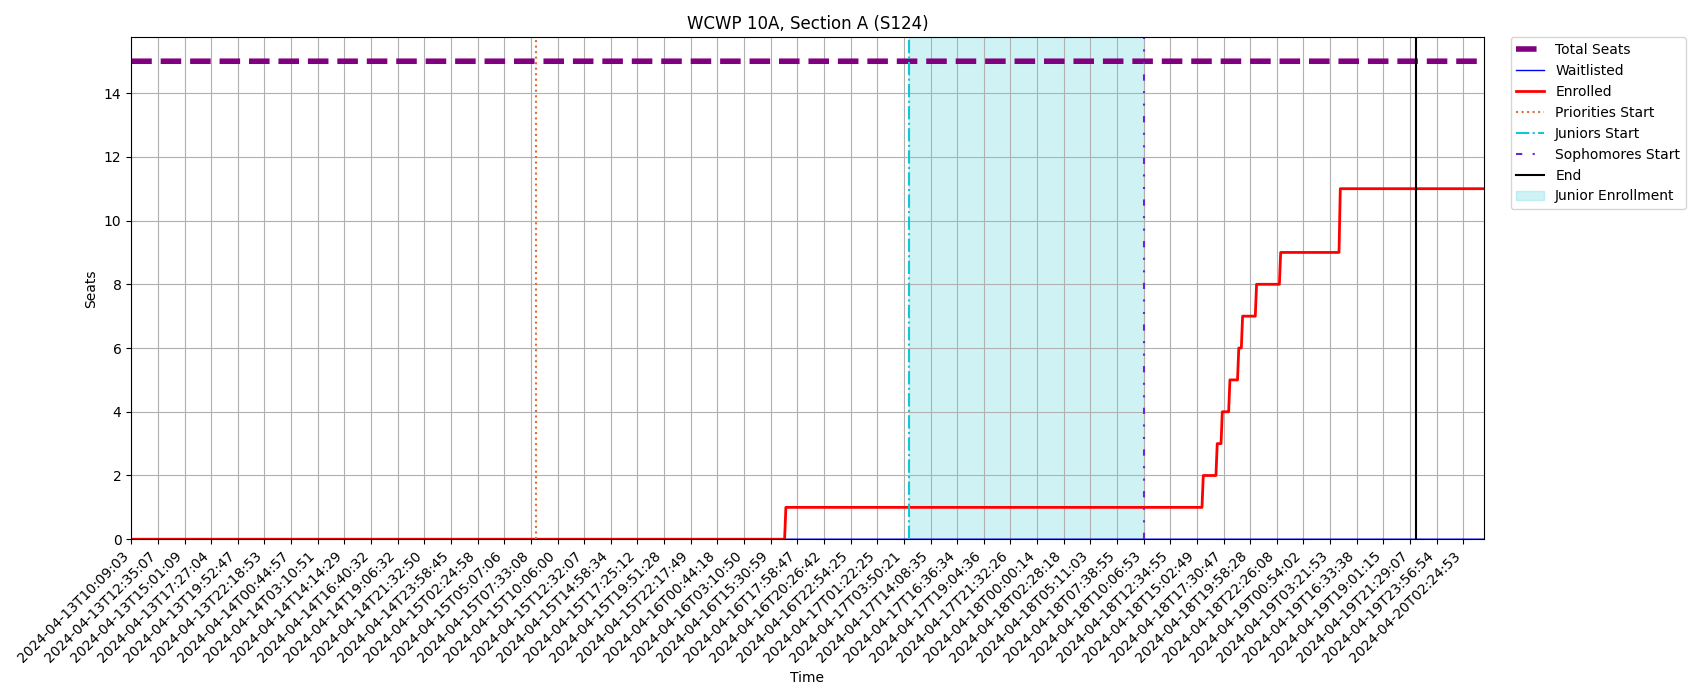 WCWP 10A, Section A (S124)
Total Seats
Waitlisted
Enrolled
Priorities Start
Juniors Start
Sophomores Start
End
Junior Enrollment
Seats
14
12
10
8
6
4
2
0
2024-04-13T10:09:03
2024-04-13T12:35:07
2024-04-13T15:01:09
2024-04-13T17:27:04
2024-04-13T19:52:47
2024-04-13T22:18:53
2024-04-14T00:44:57
2024-04-14T03:10:51
2024-04-14T14:14:29
2024-04-14T16:40:32
2024-04-14T19:06:32
2024-04-14T21:32:50
2024-04-14T23:58:45
2024-04-15T02:24:58
2024-04-15T05:07:06
2024-04-15T07:33:08
2024-04-15T10:06:00
2024-04-15T12:32:07
2024-04-15T14:58:34
2024-04-15T17:25:12
2024-04-15T19:51:28
2024-04-15T22:17:49
2024-04-16T00:44:18
2024-04-16T03:10:50
2024-04-16T15:30:59
2024-04-16T17:58:47
2024-04-16T20:26:42
2024-04-16T22:54:25
2024-04-17T01:22:25
2024-04-17T03:50:21
2024-04-17T14:08:35
2024-04-17T16:36:34
2024-04-17T19:04:36
2024-04-17T21:32:26
2024-04-18T00:00:14
2024-04-18T02:28:18
2024-04-18T05:11:03
2024-04-18T07:38:55
2024-04-18T10:06:53
2024-04-18T12:34:55
2024-04-18T15:02:49
2024-04-18T17:30:47
2024-04-18T19:58:28
2024-04-18T22:26:08
2024-04-19T00:54:02
2024-04-19T03:21:53
2024-04-19T16:33:38
2024-04-19T19:01:15
2024-04-19T21:29:07
2024-04-19T23:56:54
2024-04-20T02:24:53
Time